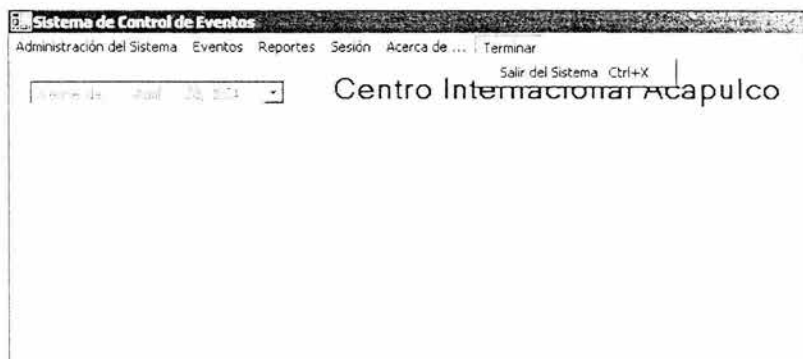 Sistema de Control de Eventos
Administración del Sistema Eventos Reportes Sesión Acerca de ... Terminar
Salir del Sistema Ctrl+X
Centro Internacional Acapulco